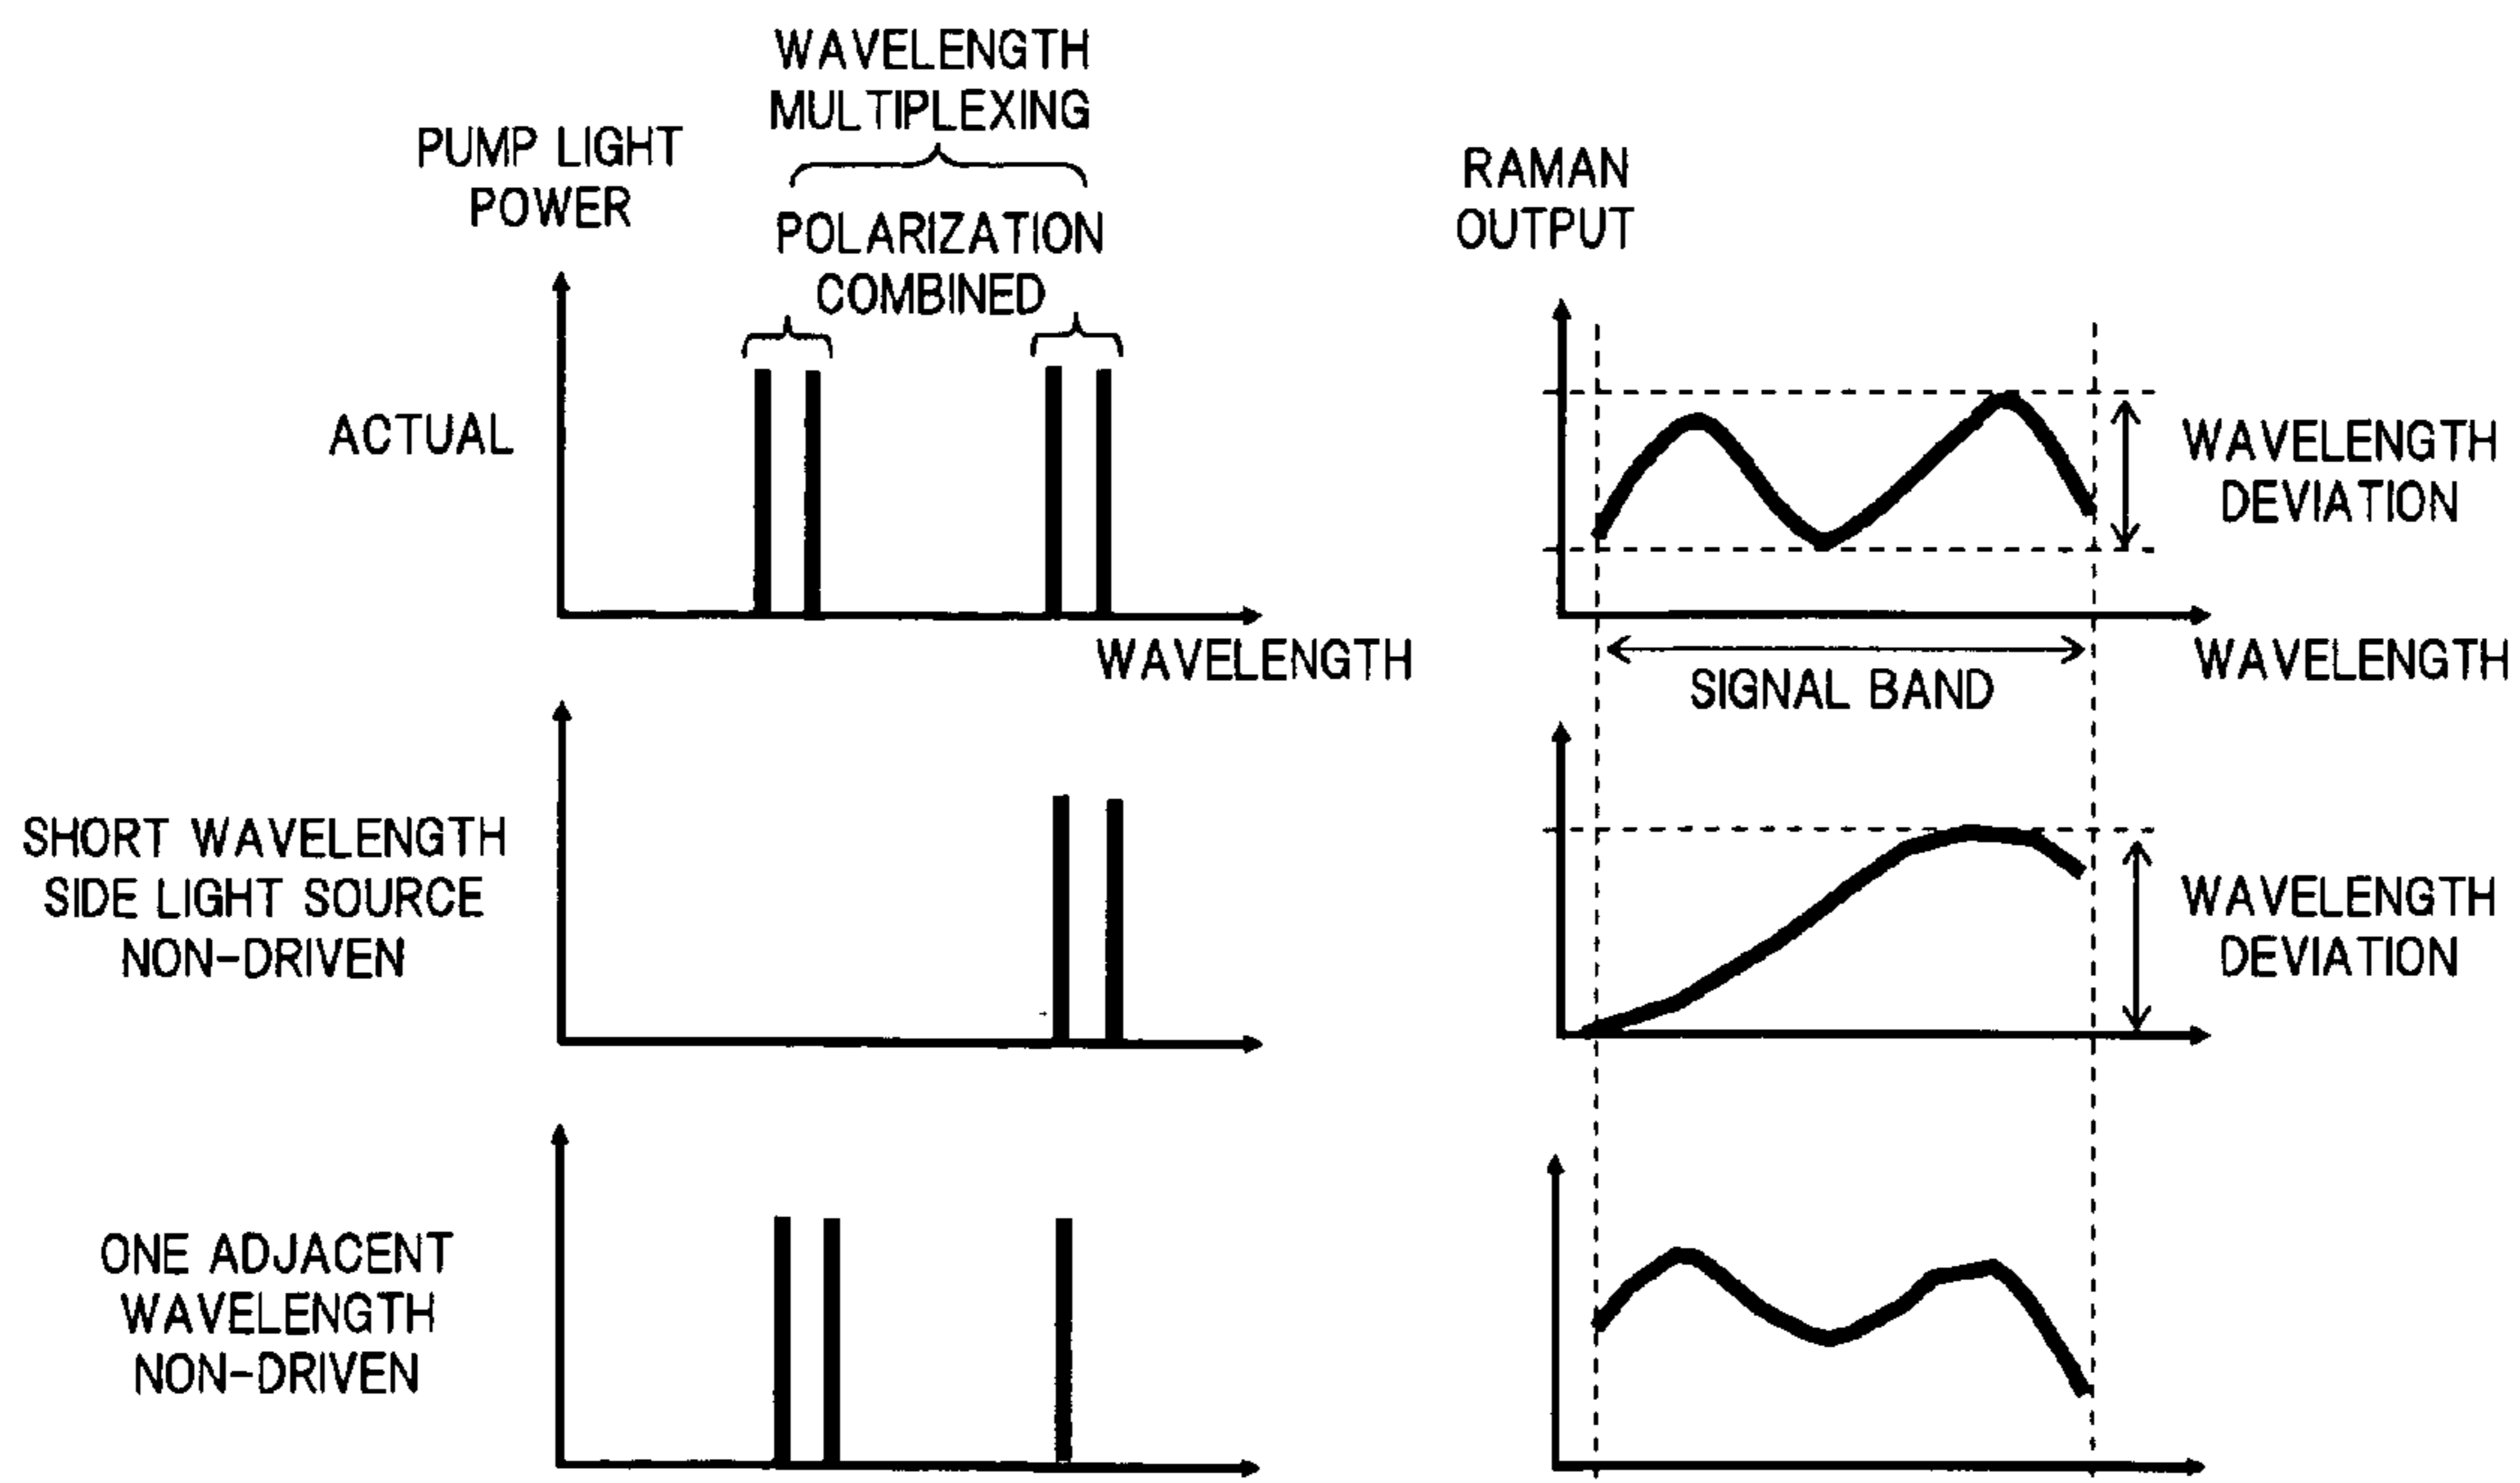 WAVELENGTH
MULTIPLEXING
PUMP LIGHT
POWER
POLARIZATION
COMBINED
RAMAN
OUTPUT
ACTUAL
WAVELENGTH
DEVIATION
WAVELENGTH
SIGNAL BAND
WAVELENGTH
SHORT WAVELENGTH
SIDE LIGHT SOURCE
NON-DRIVEN
WAVELENGTH
DEVIATION
ONE ADJACENT
WAVELENGTH
NON-DRIVEN